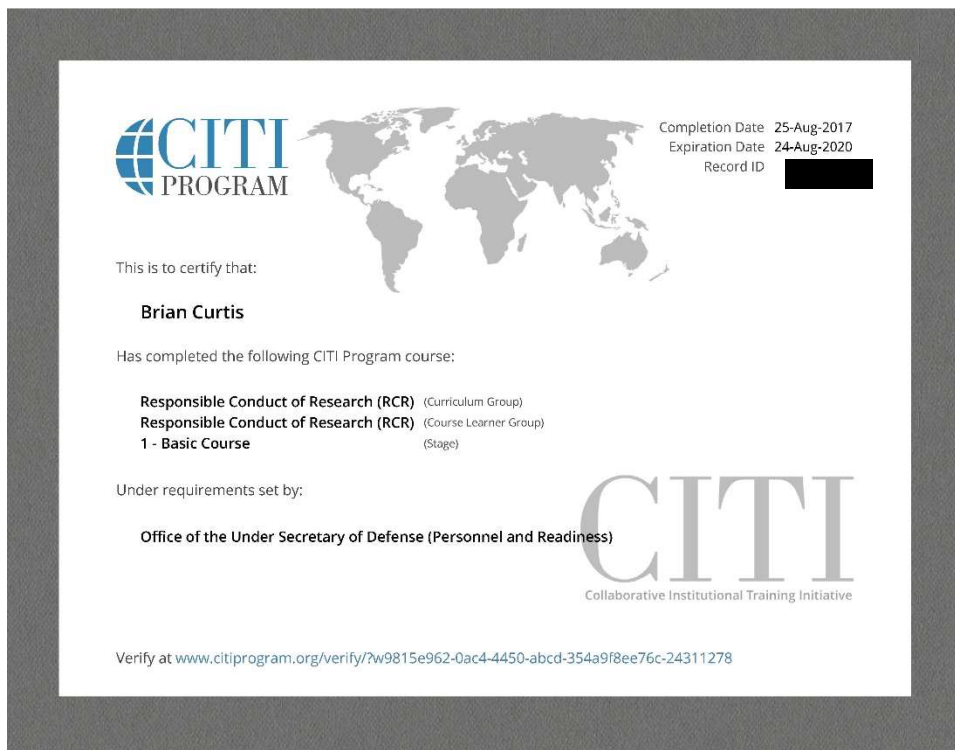 CITI
PROGRAM
Completion Date 25-Aug-2017
Expiration Date 24-Aug-2020
Record ID
This is to certify that:
Brian Curtis
Has completed the following CITI Program course:
Responsible Conduct of Research (RCR) (Curriculum Group)
Responsible Conduct of Research (RCR) (Course Learner Group)
1 - Basic Course (Stage)
Under requirements set by:
Office of the Under Secretary of Defense (Personnel and Readiness)
CITI
Collaborative Institutional Training Initiative
Verify at www.citiprogram.org/verify/?w9815e962-0ac4-4450-abcd-354a9f8ee76c-24311278